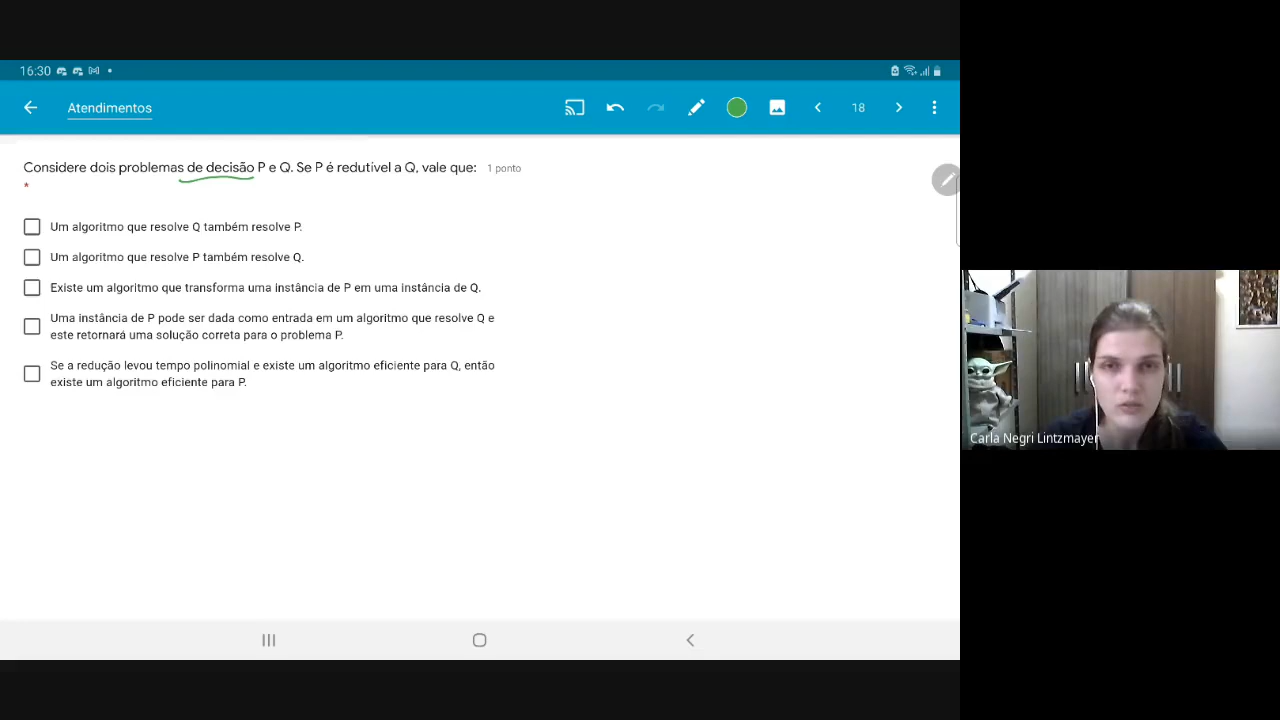 16:30
Atendimentos
18
Considere dois problemas de decisão P e Q. Se P é redutível a Q, vale que: 1 ponto
*
Um algoritmo que resolve Q também resolve P.
Um algoritmo que resolve P também resolve Q.
Existe um algoritmo que transforma uma instância de P em uma instância de Q.
Uma instância de P pode ser dada como entrada em um algoritmo que resolve Q e
este retornará uma solução correta para o problema P.
Se a redução levou tempo polinomial e existe um algoritmo eficiente para Q, então
existe um algoritmo eficiente para P.
Carla Negri Lintzmayer